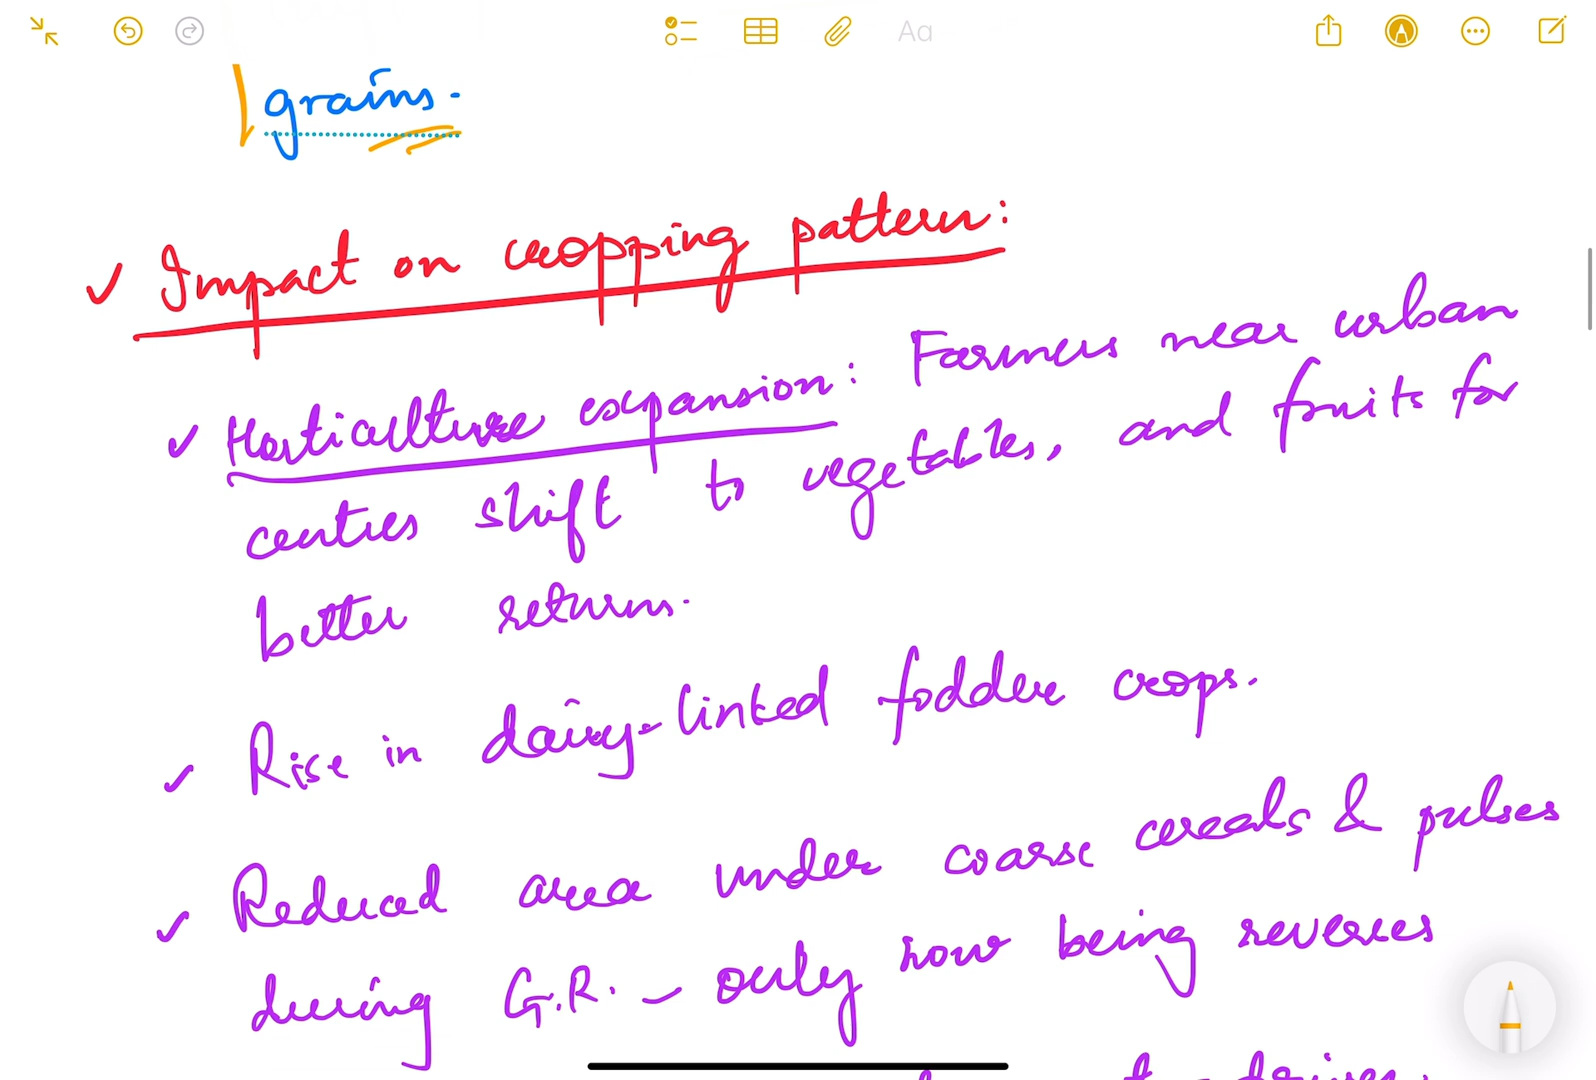 Aa
grains.
Impact on cropping pattern:
Horticulture expansion: Farmers near urban
centres shift to vegetables, and fruits for
better returns.
Rise in dairy-linked fodder crops.
Reduced area under coarse cereals & pulses
during G.R. - only now being reverses